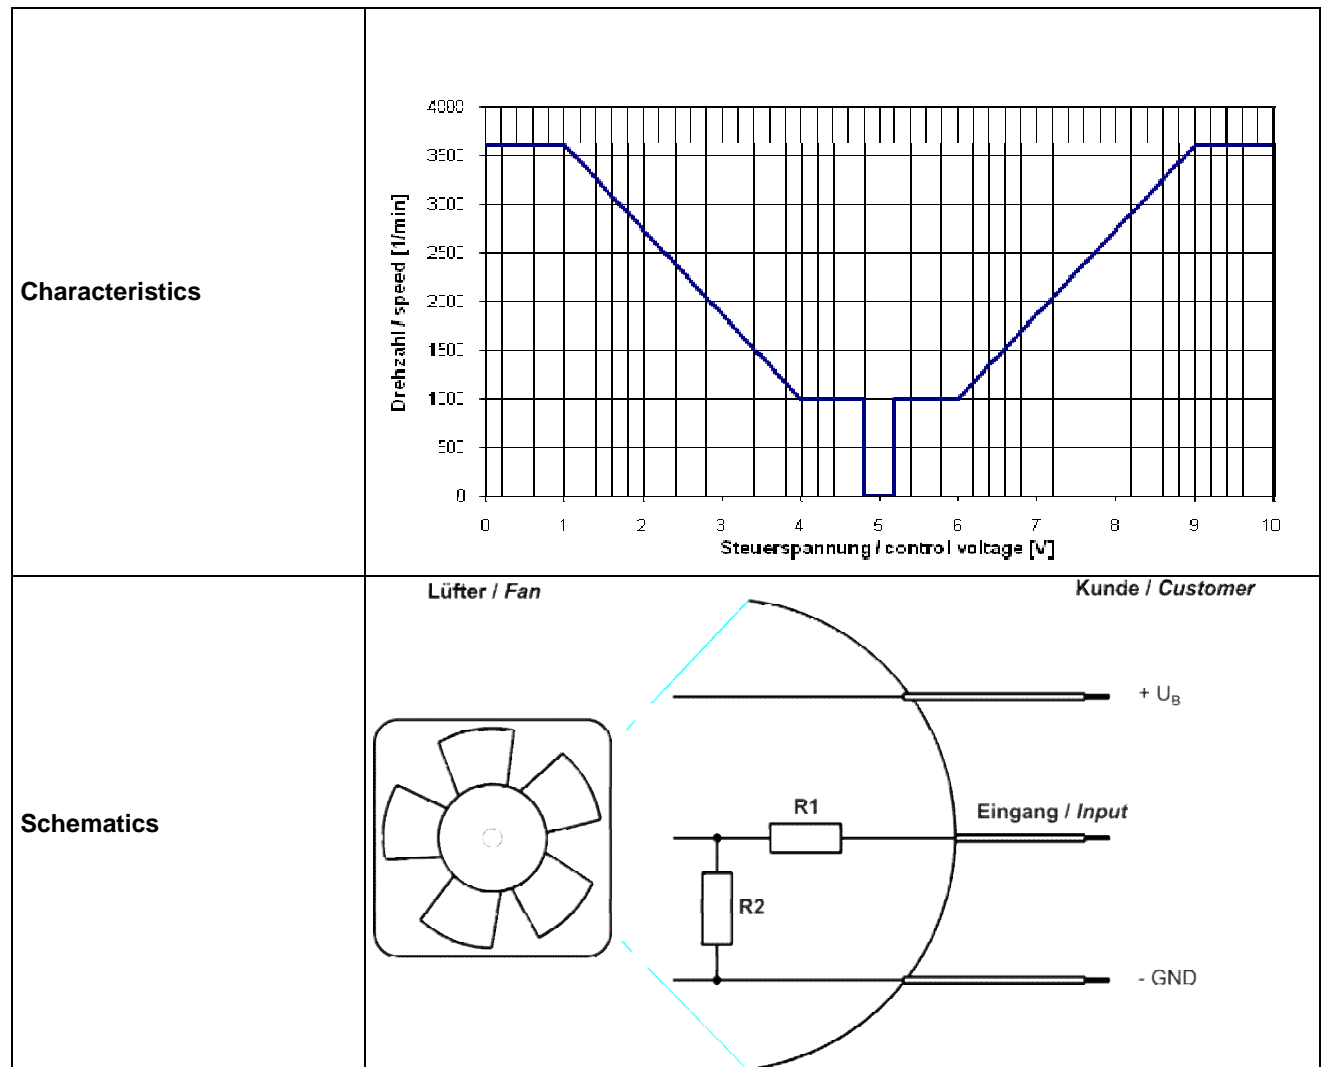 Characteristics
Drehzahl / speed [1/min]
4000
3500
3000
2500
2000
1500
1000
500
0
0 1 2 3 4 5 6 7 8 9 10
Steuerspannung / control voltage [V]
Schematics
Lüfter / Fan
Kunde / Customer
+ UB
R1
Eingang / Input
R2
- GND